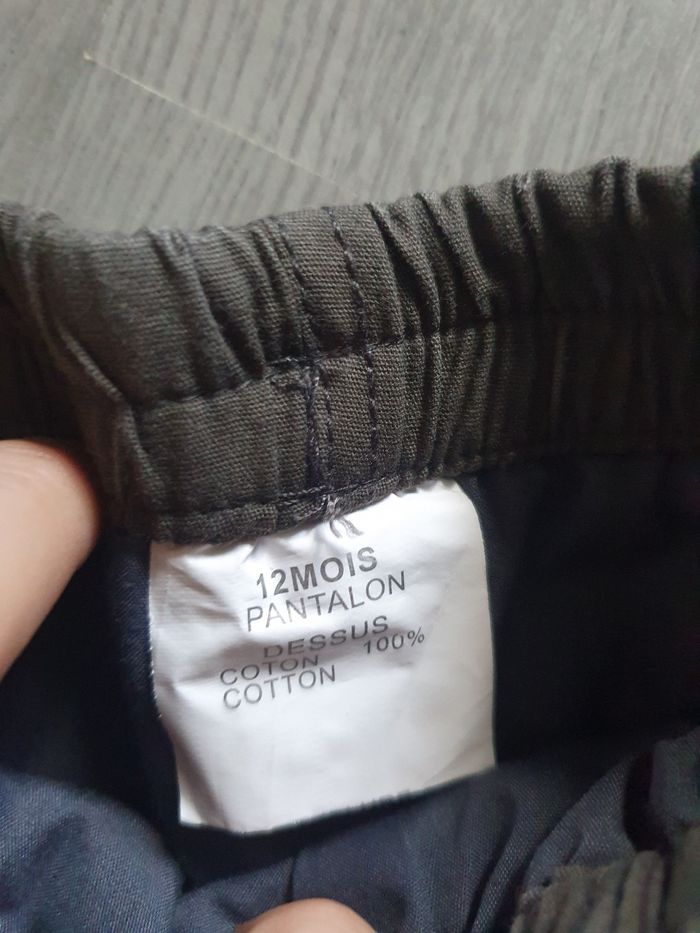 12MOIS
PANTALON
DESSUS
COTON 100%
COTTON